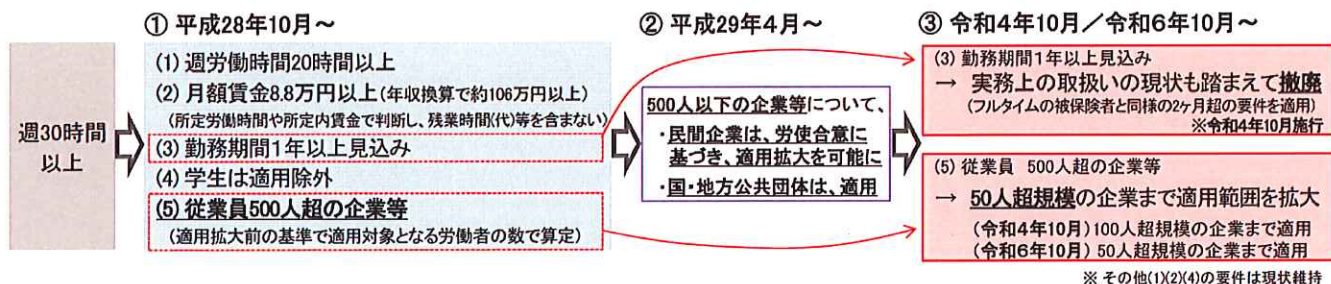 週30時間
以上
① 平成28年10月～
(1) 週労働時間20時間以上
(2) 月額賃金8.8万円以上(年収換算で約106万円以上)
(所定労働時間や所定内賃金で判断し、残業時間(代)等を含まない)
(3) 勤務期間1年以上見込み
(4) 学生は適用除外
(5) 従業員500人超の企業等
(適用拡大前の基準で適用対象となる労働者の数で算定)
② 平成29年4月～
500人以下の企業等について、
・民間企業は、労使合意に
基づき、適用拡大を可能に
・国・地方公共団体は、適用
③ 令和4年10月／令和6年10月～
(3) 勤務期間1年以上見込み
→ 実務上の取扱いの現状も踏まえて撤廃
(フルタイムの被保険者と同様の2ヶ月超の要件を適用)
※令和4年10月施行
(5) 従業員 500人超の企業等
→ 50人超規模の企業まで適用範囲を拡大
(令和4年10月) 100人超規模の企業まで適用
(令和6年10月) 50人超規模の企業まで適用
※ その他(1)(2)(4)の要件は現状維持